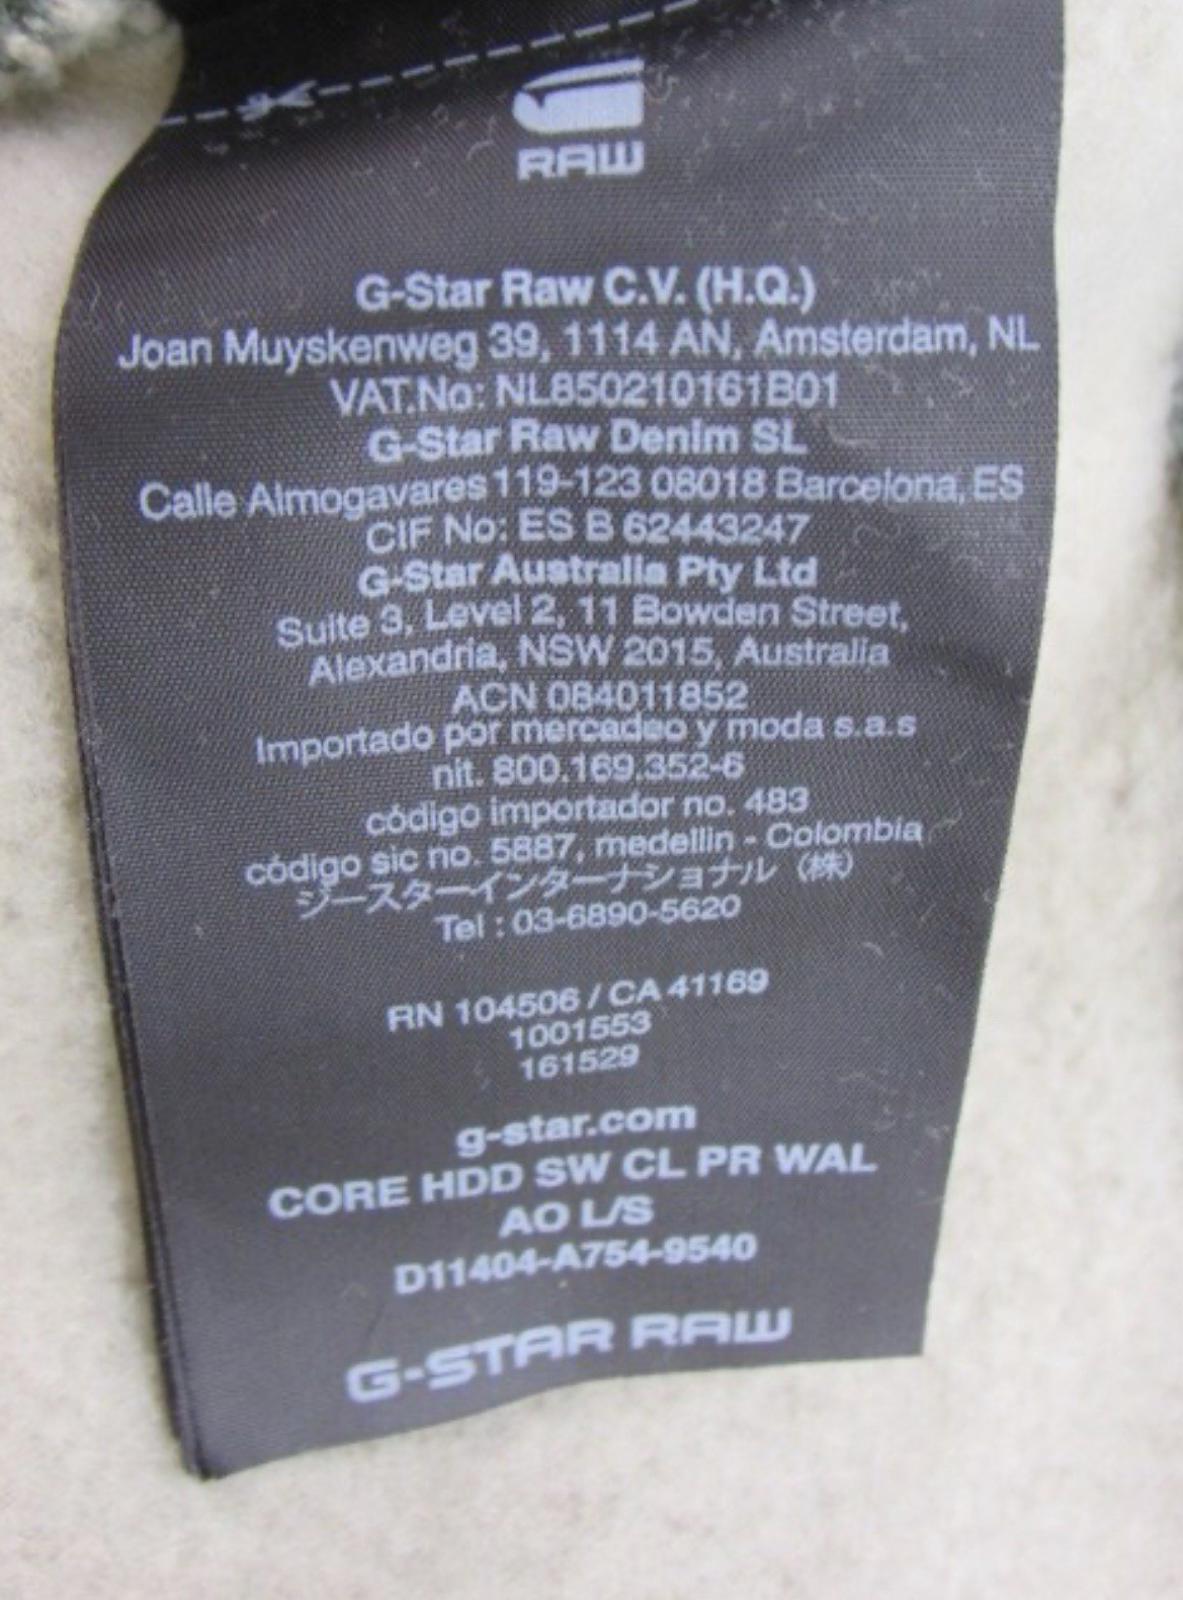 RAW
G-Star Raw C.V. (H.Q.)
Joan Muyskenweg 39, 1114 AN, Amsterdam, NL
VAT.No: NL850210161B01
G-Star Raw Denim SL
Calle Almogavares 119-123 08018 Barcelona, ES
CIF No: ES B 62443247
G-Star Australia Pty Ltd
Suite 3, Level 2, 11 Bowden Street,
Alexandria, NSW 2015, Australia
ACN 084011852
Importado por mercadeo y moda s.a.s
nit. 800.169.352-6
código importador no. 483
código sic no. 5887, medellin - Colombia
ジースターインターナショナル（株）
Tel : 03-6890-5620
RN 104506 / CA 41169
1001553
161529
g-star.com
CORE HDD SW CL PR WAL
AO L/S
D11404-A754-9540
G-STAR RAW